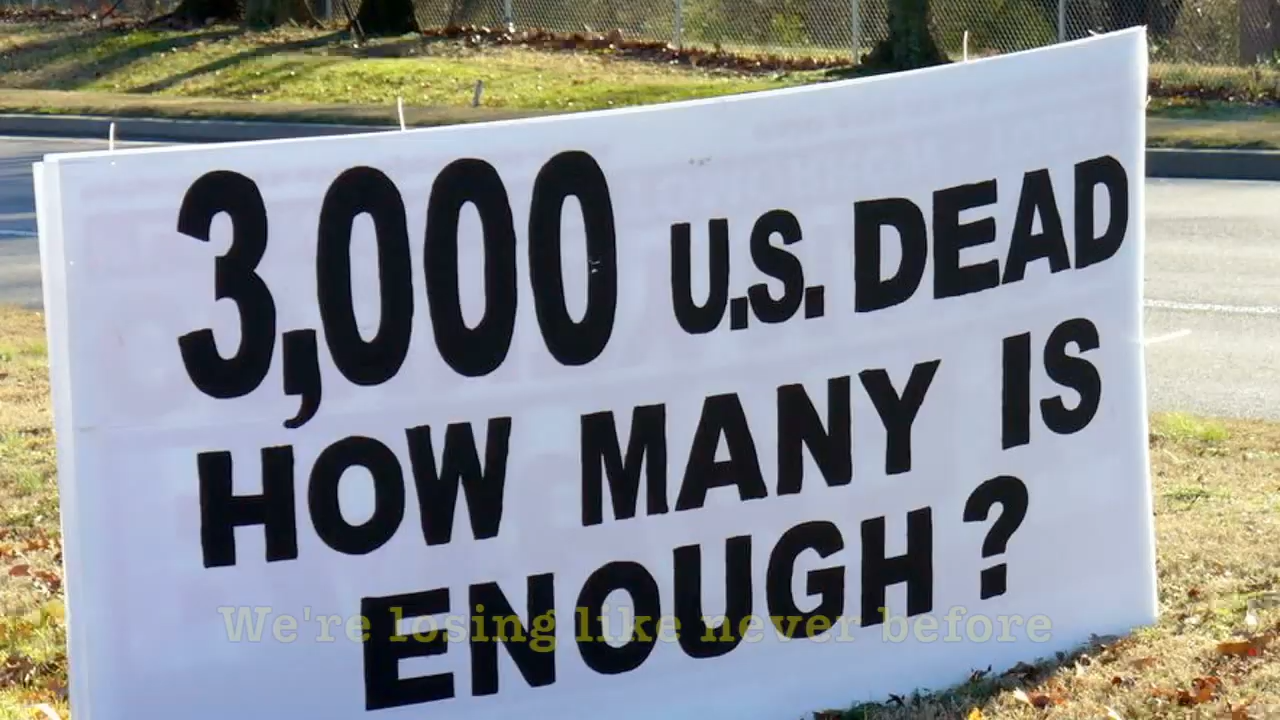 3,000 U.S. DEAD
HOW MANY IS
ENOUGH?
We're losing like never before